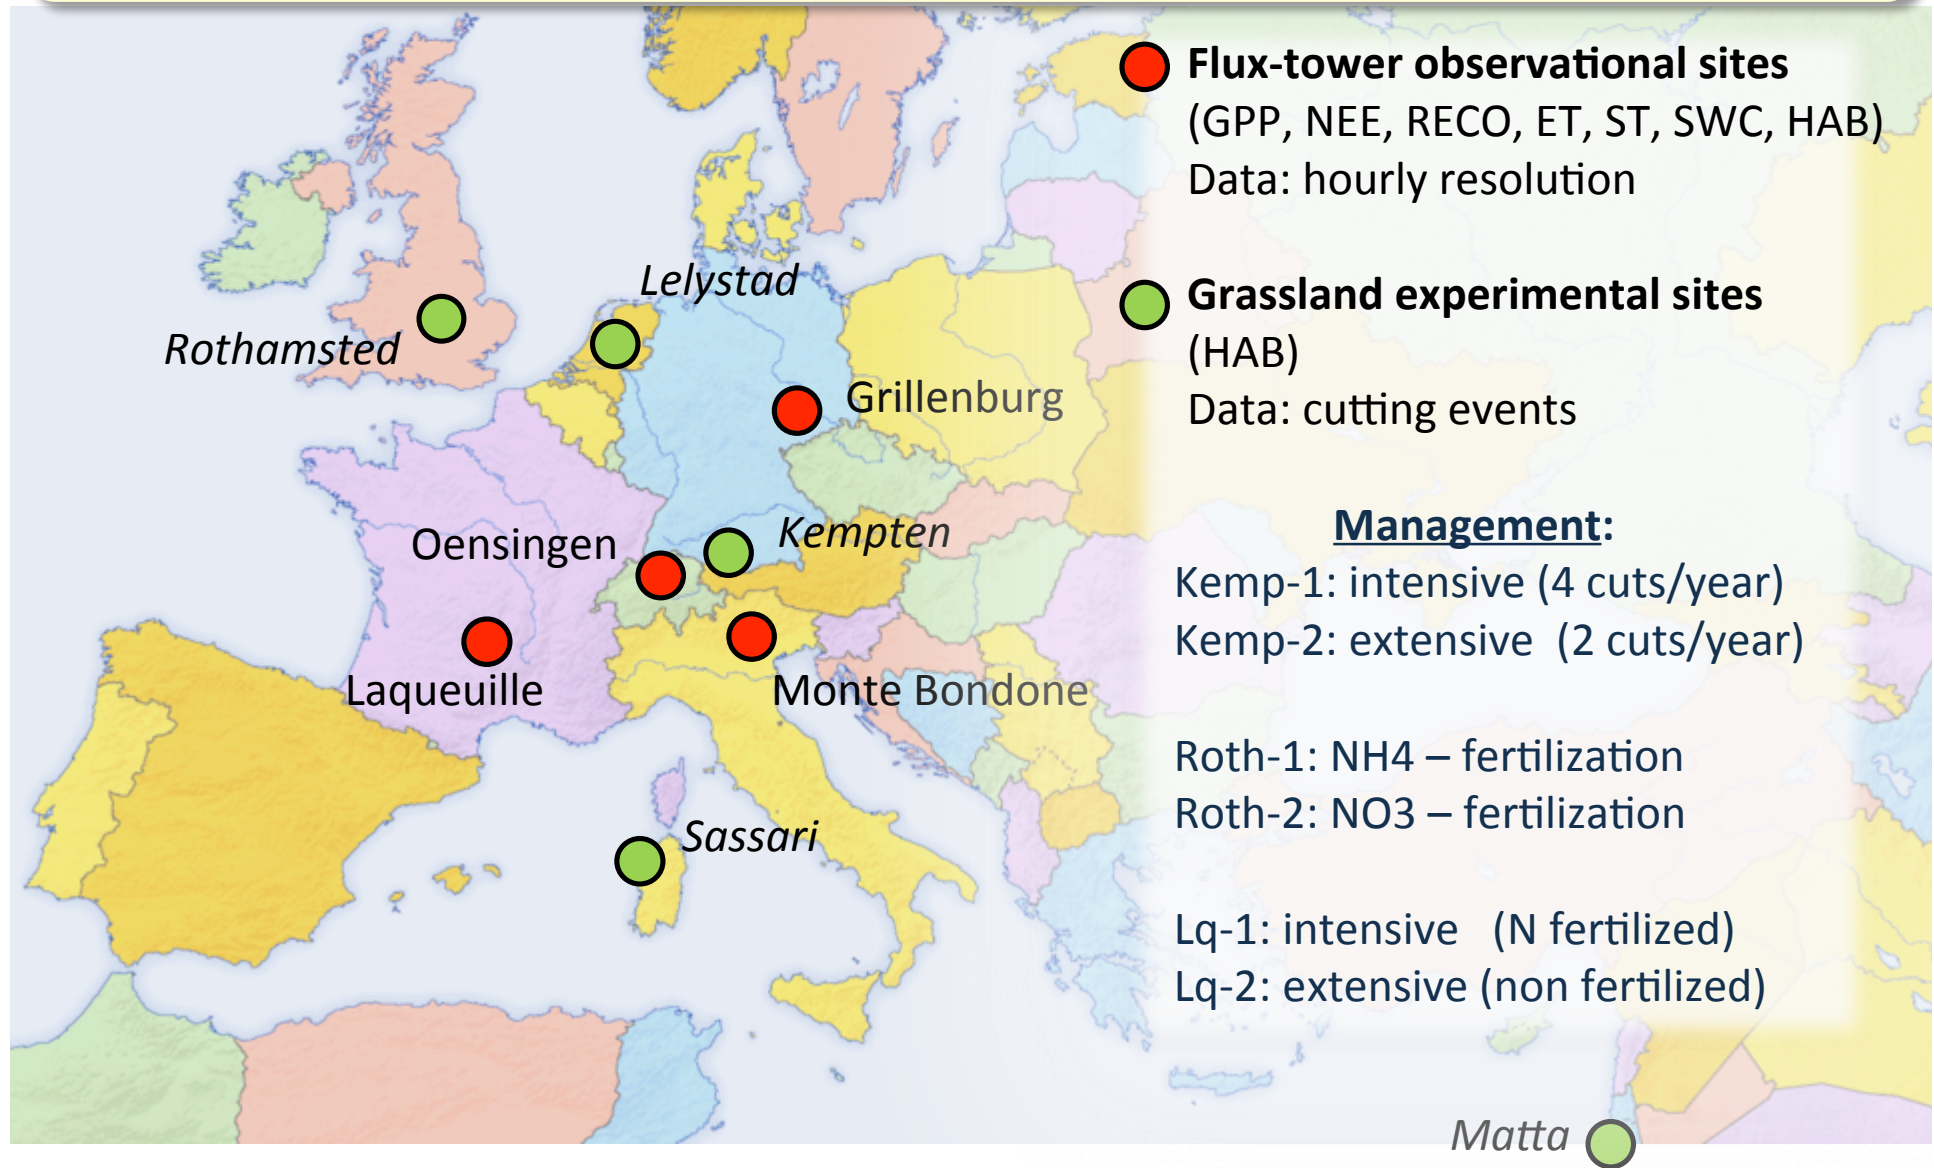 Flux-tower observational sites
(GPP, NEE, RECO, ET, ST, SWC, HAB)
Data: hourly resolution
Grassland experimental sites
(HAB)
Data: cutting events
Management:
Kemp-1: intensive (4 cuts/year)
Kemp-2: extensive (2 cuts/year)
Roth-1: NH4 – fertilization
Roth-2: NO3 – fertilization
Lq-1: intensive (N fertilized)
Lq-2: extensive (non fertilized)
Lelystad
Rothamsted
Grillenburg
Kempten
Oensingen
Laqueuille
Monte Bondone
Sassari
Matta